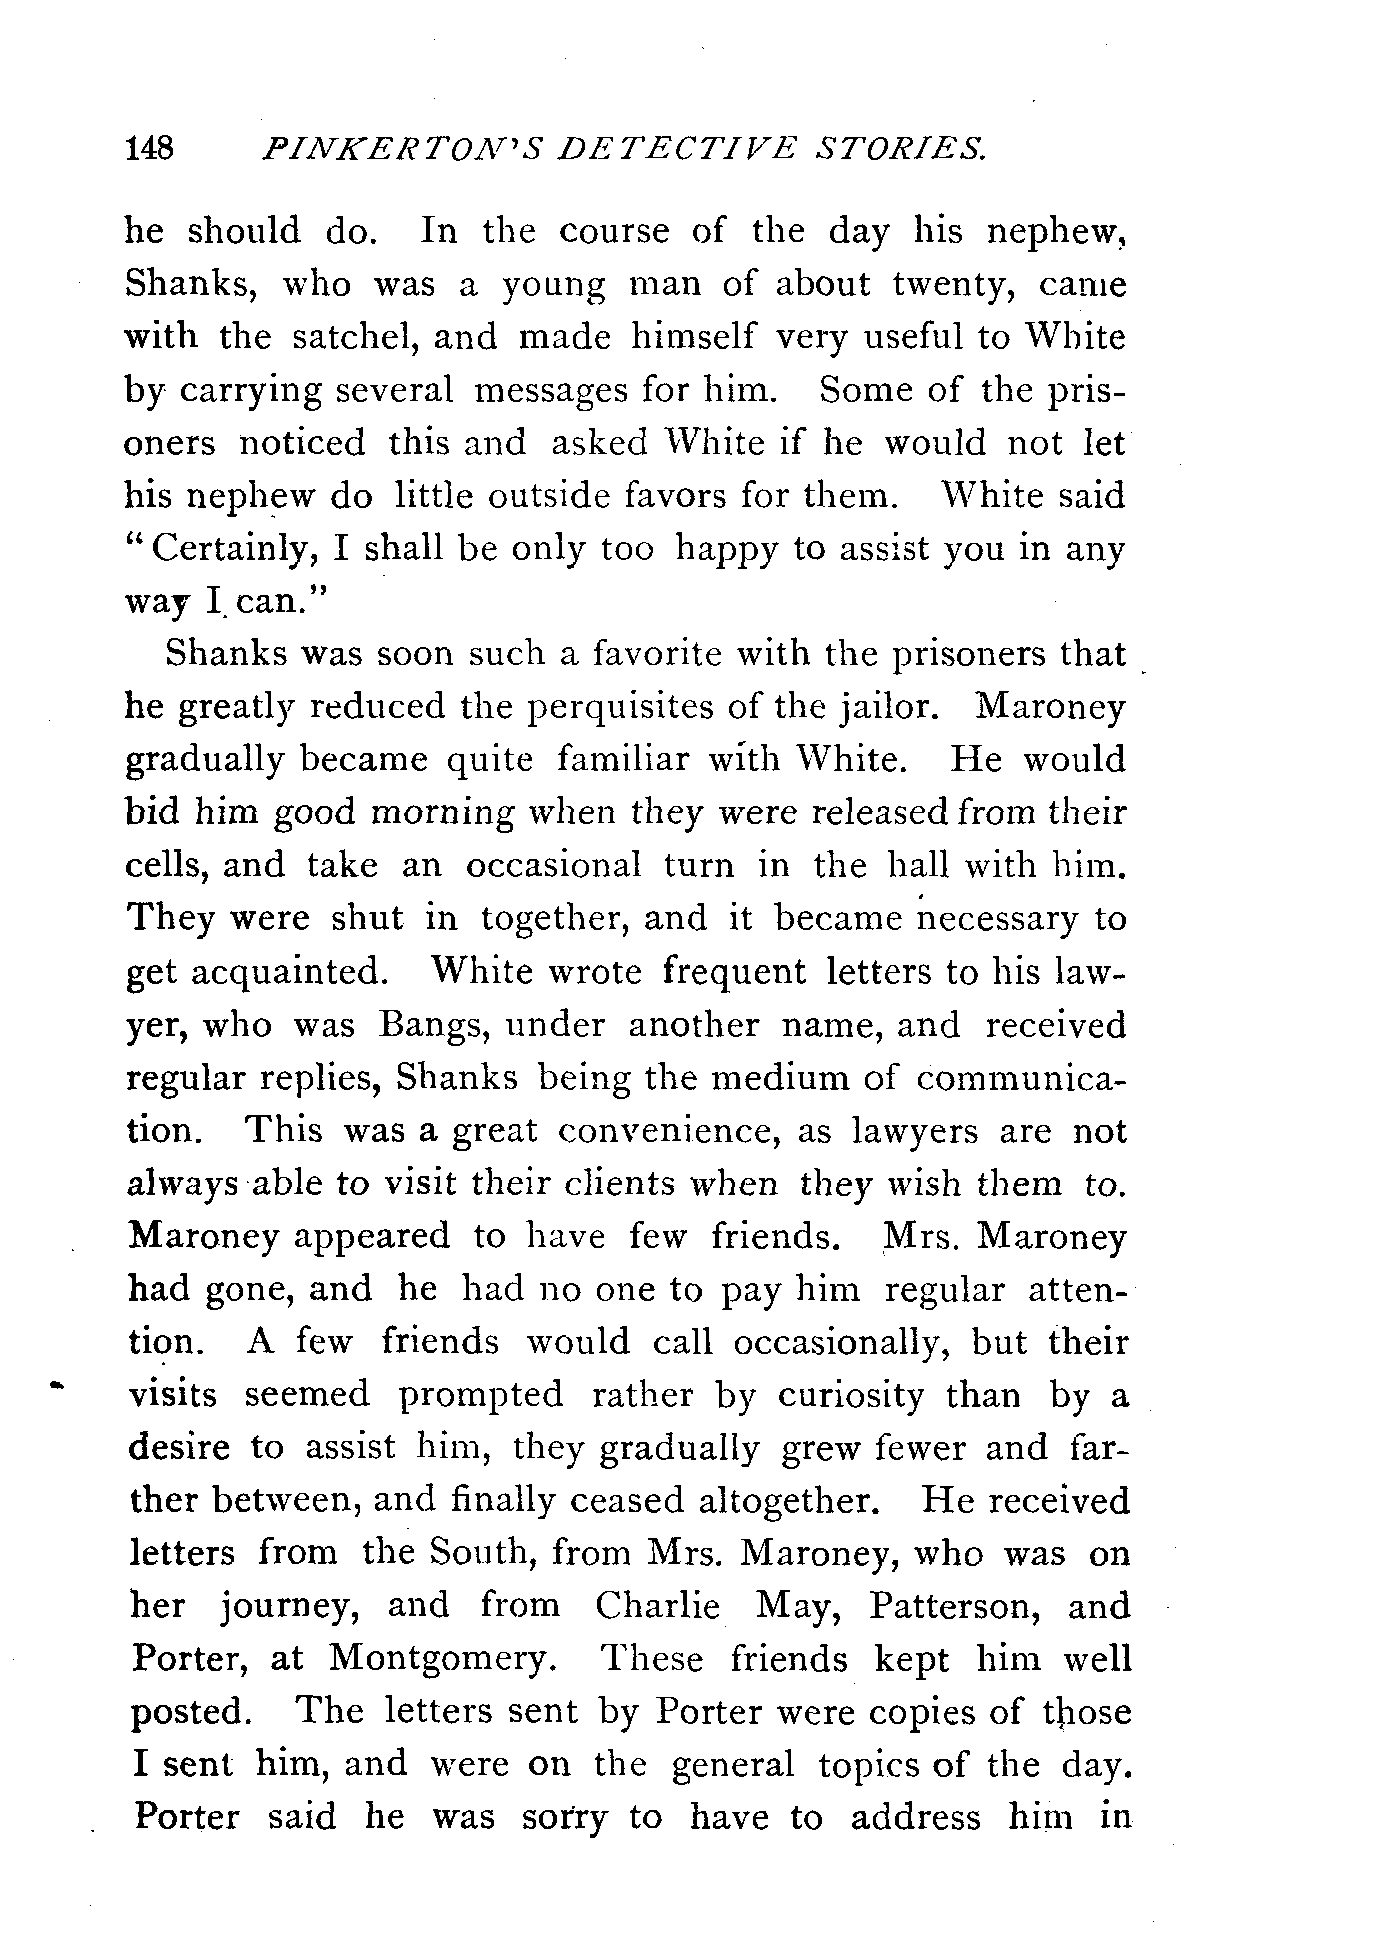 148 PINKERTON'S DETECTIVE STORIES.
he should do. In the course of the day his nephew,
Shanks, who was a young man of about twenty, came
with the satchel, and made himself very useful to White
by carrying several messages for him. Some of the pris-
oners noticed this and asked White if he would not let
his nephew do little outside favors for them. White said
“Certainly, I shall be only too happy to assist you in any
way I can.”
Shanks was soon such a favorite with the prisoners that
he greatly reduced the perquisites of the jailor. Maroney
gradually became quite familiar with White. He would
bid him good morning when they were released from their
cells, and take an occasional turn in the hall with him.
They were shut in together, and it became necessary to
get acquainted. White wrote frequent letters to his law-
yer, who was Bangs, under another name, and received
regular replies, Shanks being the medium of communica-
tion. This was a great convenience, as lawyers are not
always able to visit their clients when they wish them to.
Maroney appeared to have few friends. Mrs. Maroney
had gone, and he had no one to pay him regular atten-
tion. A few friends would call occasionally, but their
visits seemed prompted rather by curiosity than by a
desire to assist him, they gradually grew fewer and far-
ther between, and finally ceased altogether. He received
letters from the South, from Mrs. Maroney, who was on
her journey, and from Charlie May, Patterson, and
Porter, at Montgomery. These friends kept him well
posted. The letters sent by Porter were copies of those
I sent him, and were on the general topics of the day.
Porter said he was sorry to have to address him in